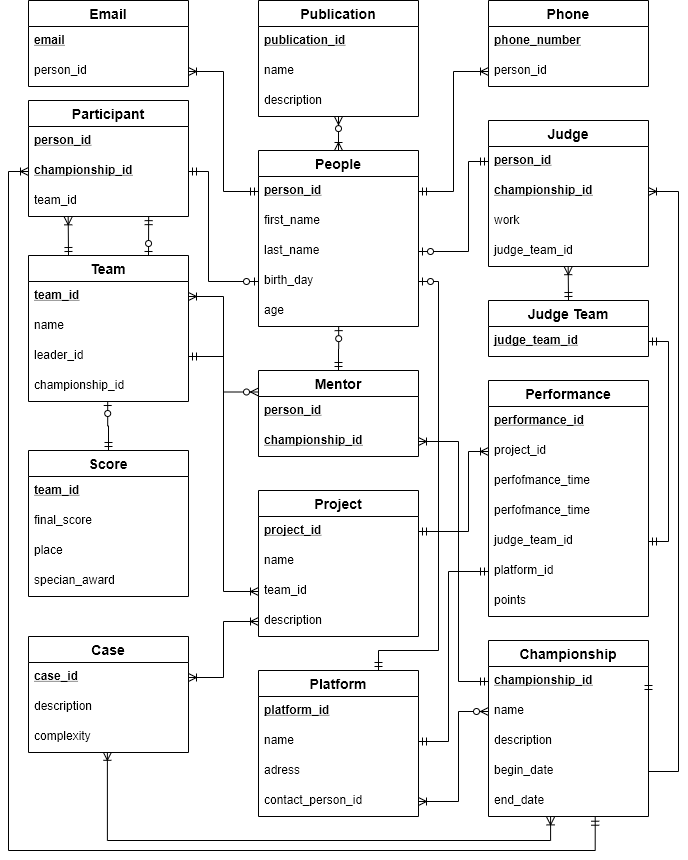 Email
email
person_id
Publication
publication_id
name
description
Phone
phone_number
person_id
Participant
person_id
championship_id
team_id
People
person_id
first_name
last_name
birth_day
age
Judge
person_id
championship_id
work
judge_team_id
Team
team_id
name
leader_id
championship_id
Judge Team
judge_team_id
Mentor
person_id
championship_id
Performance
performance_id
project_id
perfofmance_time
perfofmance_time
judge_team_id
platform_id
points
Score
team_id
final_score
place
specian_award
Project
project_id
name
team_id
description
Case
case_id
description
complexity
Platform
platform_id
name
adress
contact_person_id
Championship
championship_id
name
description
begin_date
end_date